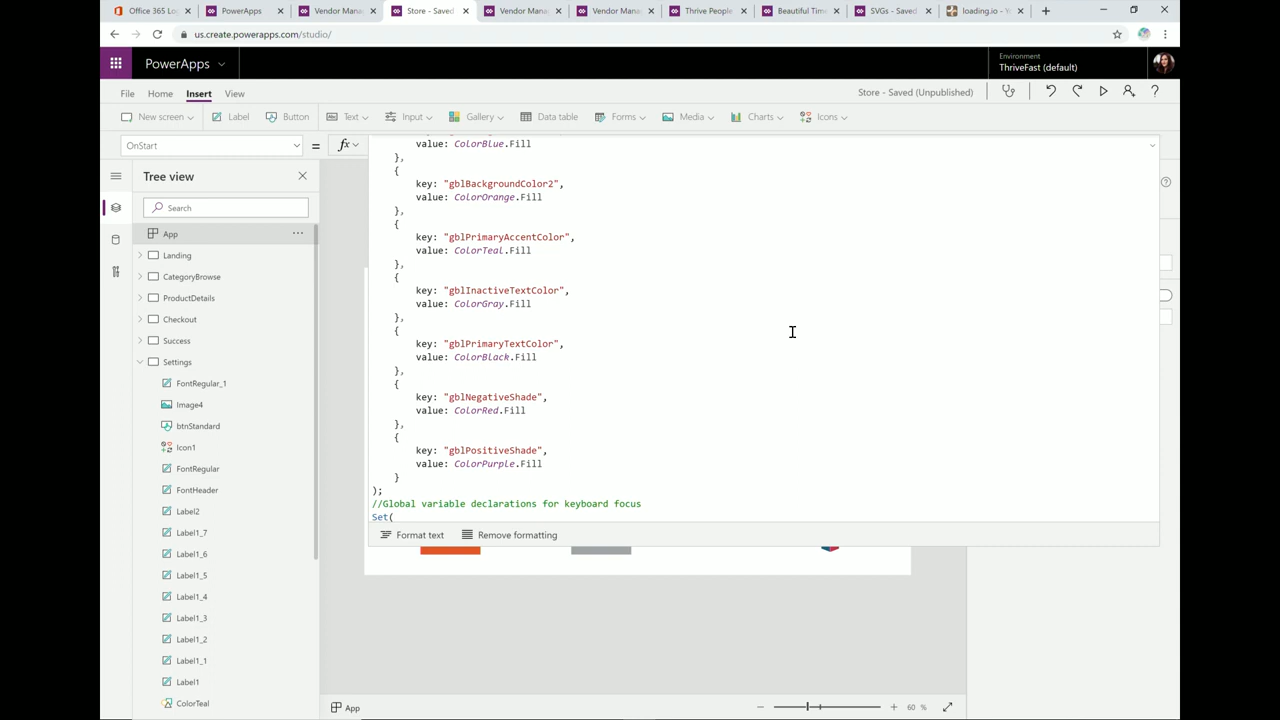 Office 365 Lo
PowerApps
Vendor Mana
Store - Saved
Vendor Mana
Vendor Mana
Thrive People
Beautiful Tim
SVGs - Saved
loading.io - Y
us.create.powerapps.com/studio/
PowerApps
Environment
ThriveFast (default)
File Home Insert View
Store - Saved (Unpublished)
New screen Label Button Text Input Gallery Data table Forms Media Charts Icons
OnStart = fx
value: ColorBlue.Fill
},
{
key: "gblBackgroundColor2",
value: ColorOrange.Fill
},
{
key: "gblPrimaryAccentColor",
value: ColorTeal.Fill
},
{
key: "gblInactiveTextColor",
value: ColorGray.Fill
},
{
key: "gblPrimaryTextColor",
value: ColorBlack.Fill
},
{
key: "gblNegativeShade",
value: ColorRed.Fill
},
{
key: "gblPositiveShade",
value: ColorPurple.Fill
}
);
//Global variable declarations for keyboard focus
Set(
Format text Remove formatting
Tree view
Search
App
Landing
CategoryBrowse
ProductDetails
Checkout
Success
Settings
FontRegular_1
Image4
btnStandard
Icon1
FontRegular
FontHeader
Label2
Label1_7
Label1_6
Label1_5
Label1_4
Label1_3
Label1_2
Label1_1
Label1
ColorTeal
App
60 %